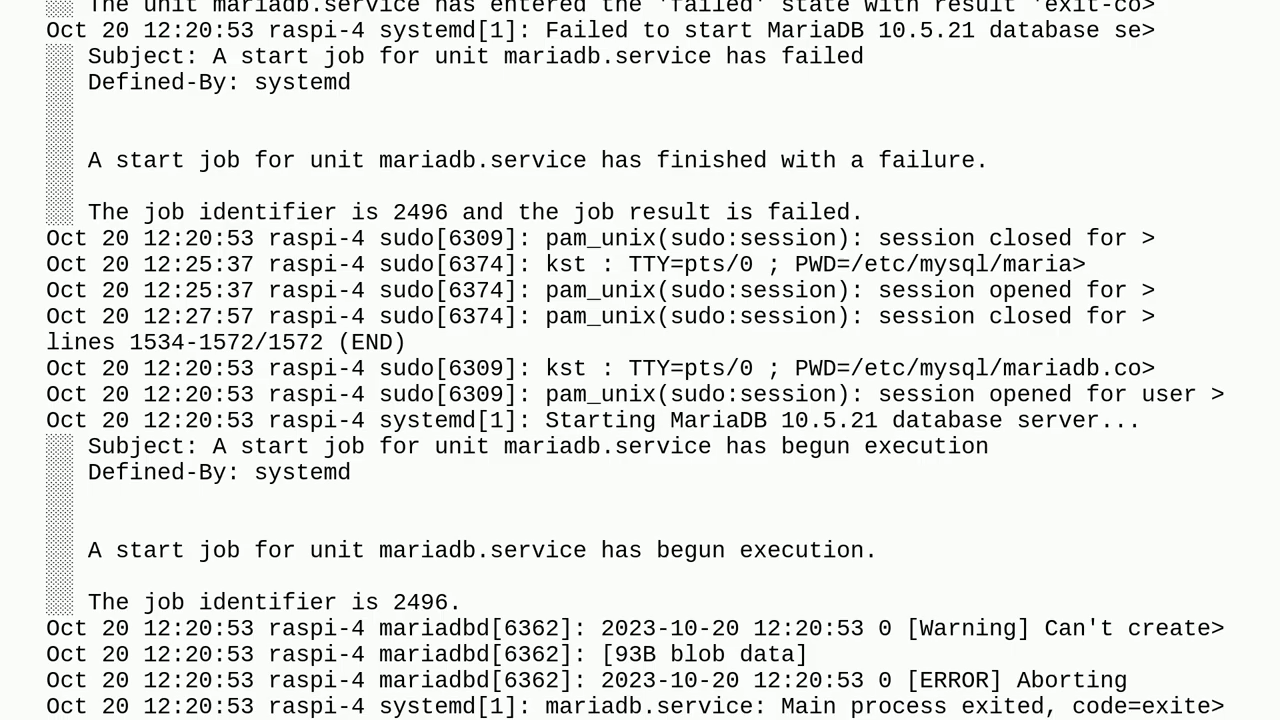 The unit mariadb.service has entered the 'failed' state with result 'exit-co>
Oct 20 12:20:53 raspi-4 systemd[1]: Failed to start MariaDB 10.5.21 database se>
░░ Subject: A start job for unit mariadb.service has failed
░░ Defined-By: systemd
░░
░░
░░ A start job for unit mariadb.service has finished with a failure.
░░
░░ The job identifier is 2496 and the job result is failed.
Oct 20 12:20:53 raspi-4 sudo[6309]: pam_unix(sudo:session): session closed for >
Oct 20 12:25:37 raspi-4 sudo[6374]: kst : TTY=pts/0 ; PWD=/etc/mysql/maria>
Oct 20 12:25:37 raspi-4 sudo[6374]: pam_unix(sudo:session): session opened for >
Oct 20 12:27:57 raspi-4 sudo[6374]: pam_unix(sudo:session): session closed for >
lines 1534-1572/1572 (END)
Oct 20 12:20:53 raspi-4 sudo[6309]: kst : TTY=pts/0 ; PWD=/etc/mysql/mariadb.co>
Oct 20 12:20:53 raspi-4 sudo[6309]: pam_unix(sudo:session): session opened for user >
Oct 20 12:20:53 raspi-4 systemd[1]: Starting MariaDB 10.5.21 database server...
░░ Subject: A start job for unit mariadb.service has begun execution
░░ Defined-By: systemd
░░
░░
░░ A start job for unit mariadb.service has begun execution.
░░
░░ The job identifier is 2496.
Oct 20 12:20:53 raspi-4 mariadbd[6362]: 2023-10-20 12:20:53 0 [Warning] Can't create>
Oct 20 12:20:53 raspi-4 mariadbd[6362]: [93B blob data]
Oct 20 12:20:53 raspi-4 mariadbd[6362]: 2023-10-20 12:20:53 0 [ERROR] Aborting
Oct 20 12:20:53 raspi-4 systemd[1]: mariadb.service: Main process exited, code=exite>